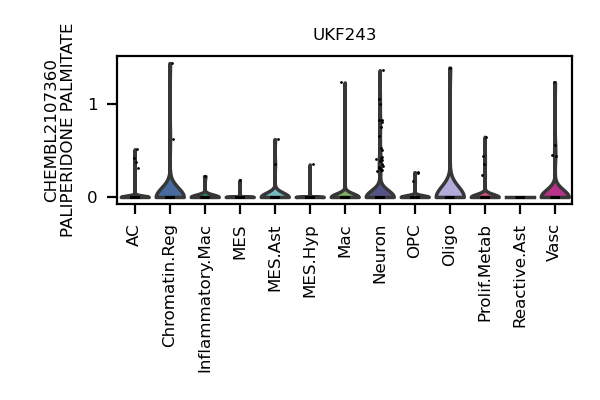 UKF243
CHEMBL2107360
PALIPERIDONE PALMITATE
1
0
AC
Chromatin.Reg
Inflammatory.Mac
MES
MES.Ast
MES.Hyp
Mac
Neuron
OPC
Oligo
Prolif.Metab
Reactive.Ast
Vasc